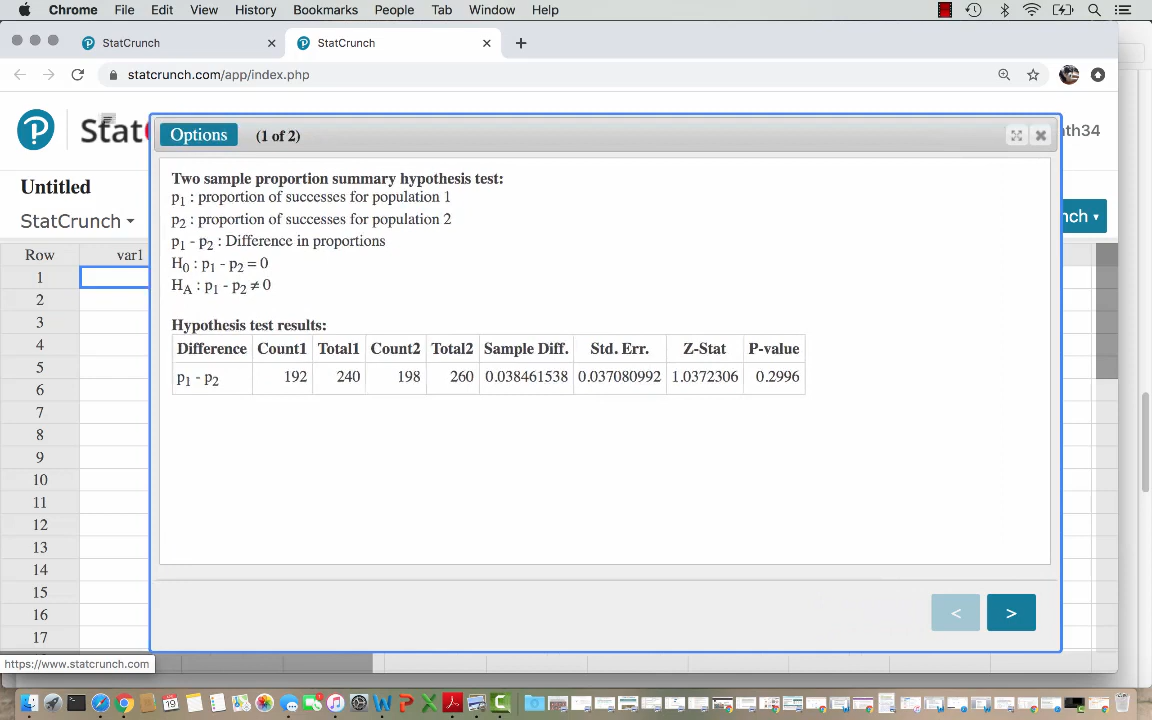 Chrome File Edit View History Bookmarks People Tab Window Help
StatCrunch
StatCrunch
statcrunch.com/app/index.php
Stat
th34
Options (1 of 2)
Untitled
StatCrunch
nch
Two sample proportion summary hypothesis test:
p1 : proportion of successes for population 1
p2 : proportion of successes for population 2
p1 - p2 : Difference in proportions
H0 : p1 - p2 = 0
HA : p1 - p2 ≠ 0
Hypothesis test results:
Difference Count1 Total1 Count2 Total2 Sample Diff. Std. Err. Z-Stat P-value
p1 - p2 192 240 198 260 0.038461538 0.037080992 1.0372306 0.2996
Row var1
1
2
3
4
5
6
7
8
9
10
11
12
13
14
15
16
17
< >
https://www.statcrunch.com